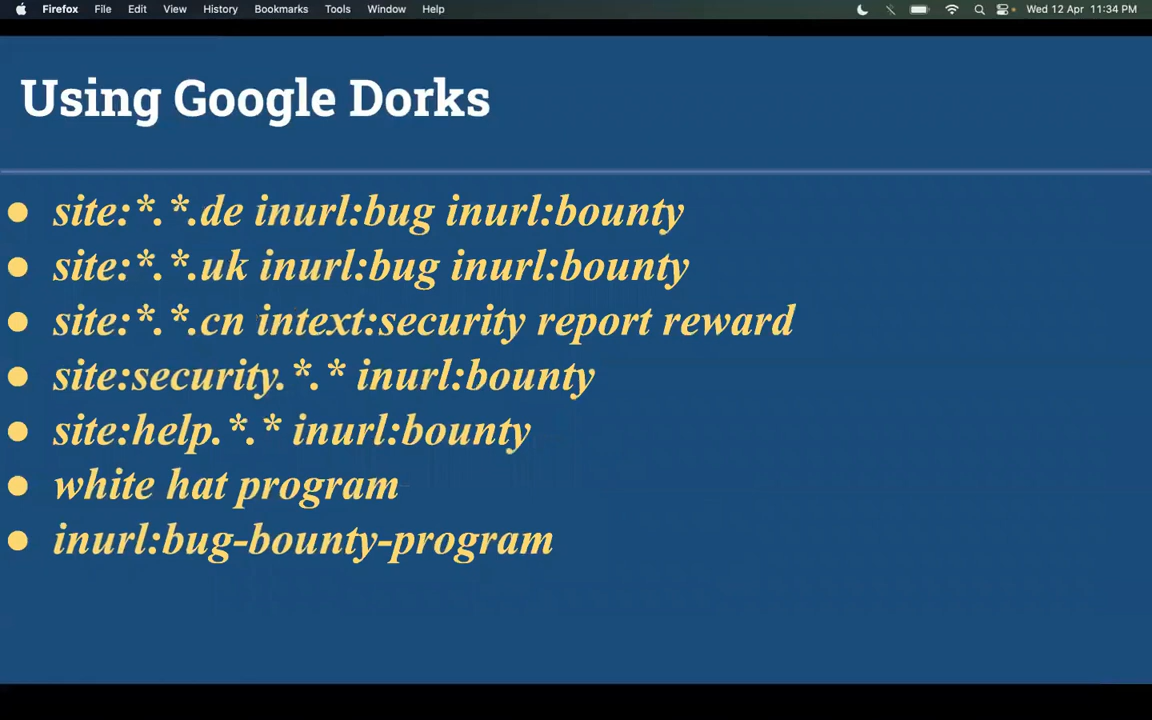 Firefox File Edit View History Bookmarks Tools Window Help Wed 12 Apr 11:34 PM
Using Google Dorks
site:*.*.de inurl:bug inurl:bounty
site:*.*.uk inurl:bug inurl:bounty
site:*.*.cn intext:security report reward
site:security.*.* inurl:bounty
site:help.*.* inurl:bounty
white hat program
inurl:bug-bounty-program